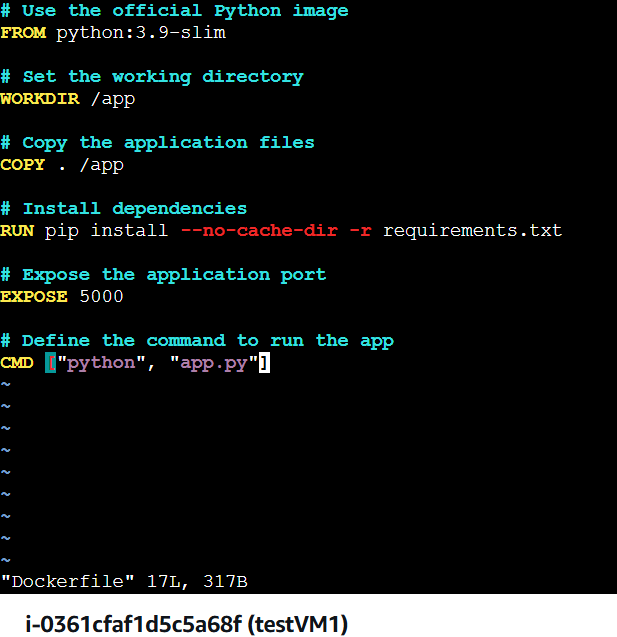 # Use the official Python image
FROM python:3.9-slim
# Set the working directory
WORKDIR /app
# Copy the application files
COPY . /app
# Install dependencies
RUN pip install --no-cache-dir -r requirements.txt
# Expose the application port
EXPOSE 5000
# Define the command to run the app
CMD ["python", "app.py"]
~
~
~
~
~
~
~
~
~
"Dockerfile" 17L, 317B
i-0361cfaf1d5c5a68f (testVM1)